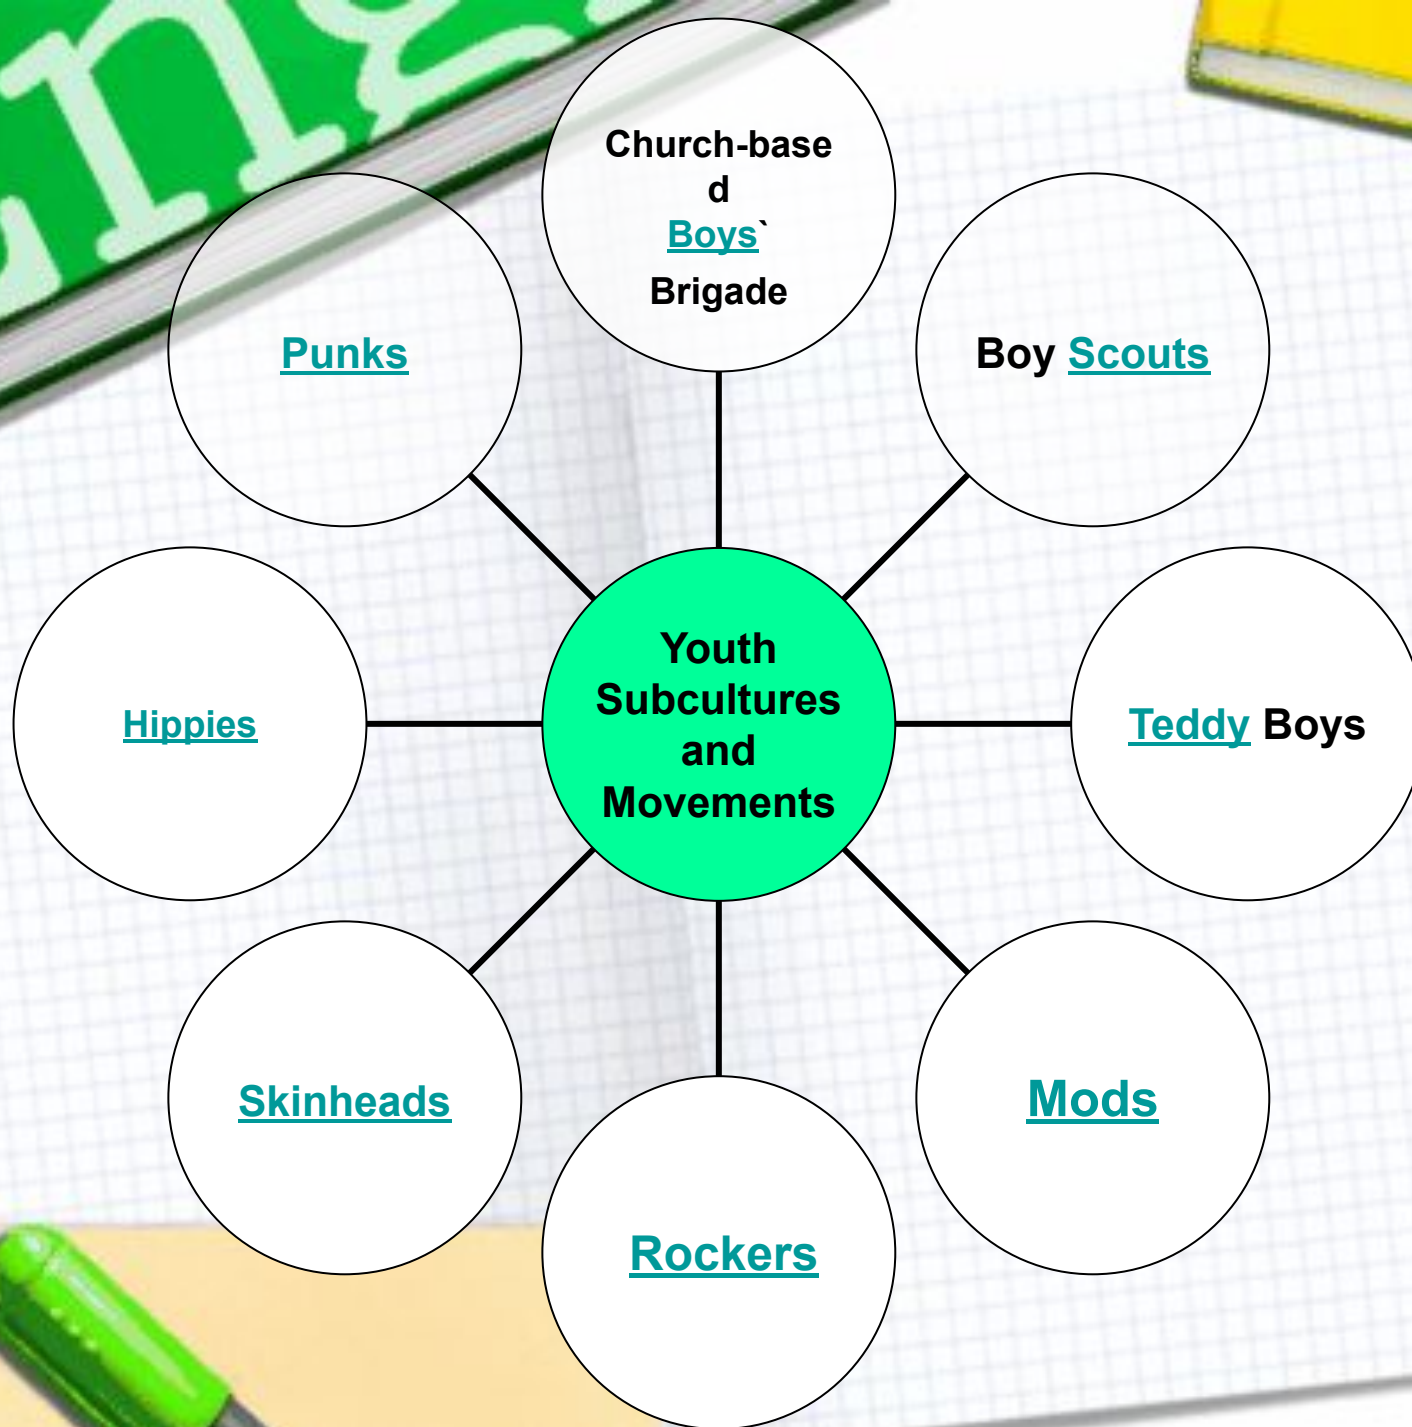 Church-base
d
Boys`
Brigade
Punks
Boy Scouts
Hippies
Youth
Subcultures
and
Movements
Teddy Boys
Skinheads
Mods
Rockers